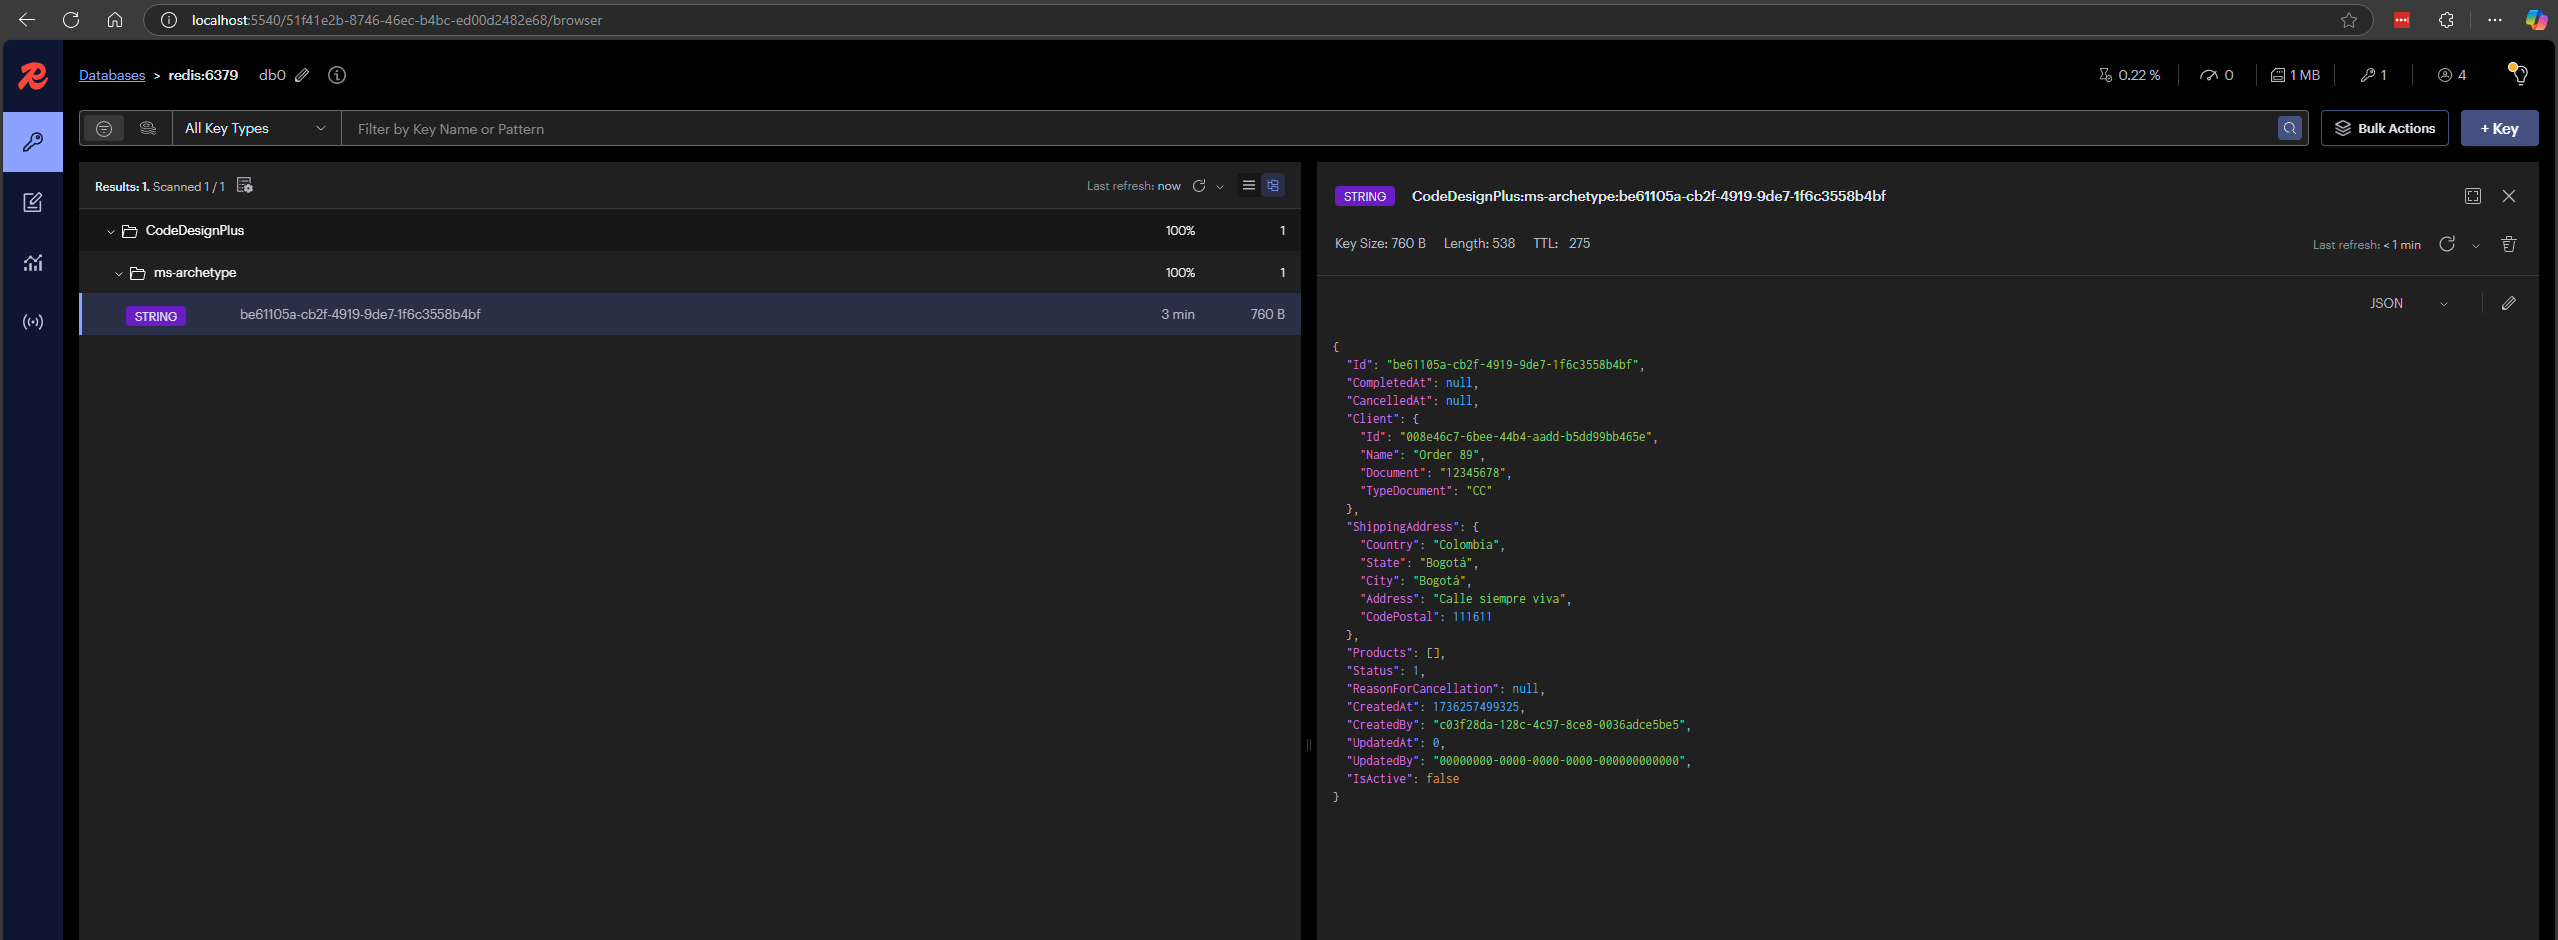 localhost:5540/51f41e2b-8746-46ec-b4bc-ed00d2482e68/browser
Databases > redis:6379 db0
0.22 % 0 1 MB 1 4
All Key Types Filter by Key Name or Pattern Bulk Actions + Key
Results: 1. Scanned 1 / 1 Last refresh: now
CodeDesignPlus 100% 1
ms-archetype 100% 1
STRING be61105a-cb2f-4919-9de7-1f6c3558b4bf 3 min 760 B
STRING CodeDesignPlus:ms-archetype:be61105a-cb2f-4919-9de7-1f6c3558b4bf
Key Size: 760 B Length: 538 TTL: 275 Last refresh: < 1 min
JSON
{
"Id": "be61105a-cb2f-4919-9de7-1f6c3558b4bf",
"CompletedAt": null,
"CancelledAt": null,
"Client": {
"Id": "008e46c7-6bee-44b4-aadd-b5dd99bb465e",
"Name": "Order 89",
"Document": "12345678",
"TypeDocument": "CC"
},
"ShippingAddress": {
"Country": "Colombia",
"State": "Bogotá",
"City": "Bogotá",
"Address": "Calle siempre viva",
"CodePostal": 111611
},
"Products": [],
"Status": 1,
"ReasonForCancellation": null,
"CreatedAt": 1736257499325,
"CreatedBy": "c03f28da-128c-4c97-8ce8-0036adce5be5",
"UpdatedAt": 0,
"UpdatedBy": "00000000-0000-0000-0000-000000000000",
"IsActive": false
}